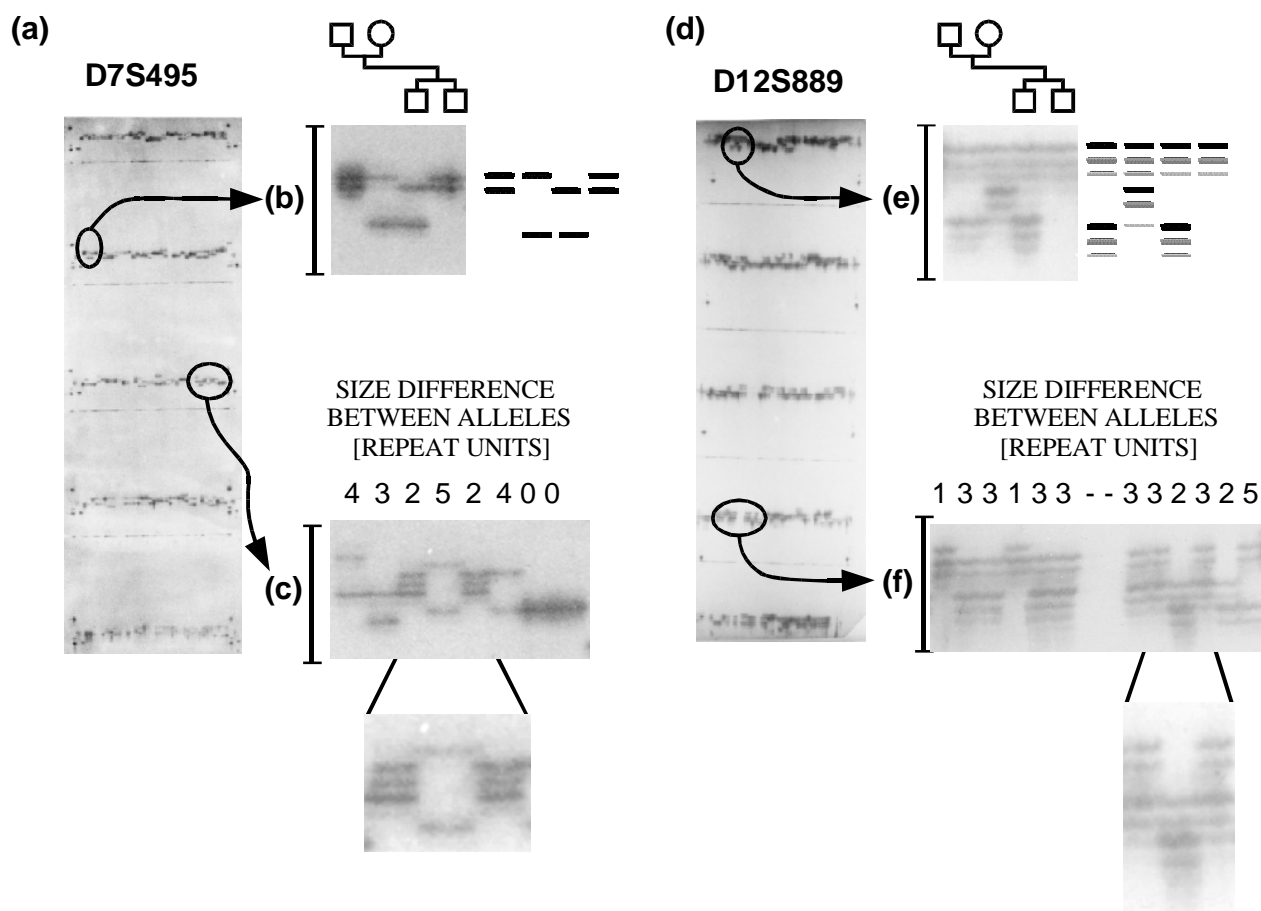 (a)
D7S495
(b)
SIZE DIFFERENCE
BETWEEN ALLELES
[REPEAT UNITS]
4 3 2 5 2 4 0 0
(c)
(d)
D12S889
(e)
SIZE DIFFERENCE
BETWEEN ALLELES
[REPEAT UNITS]
1 3 3 1 3 3 - - 3 3 2 3 2 5
(f)